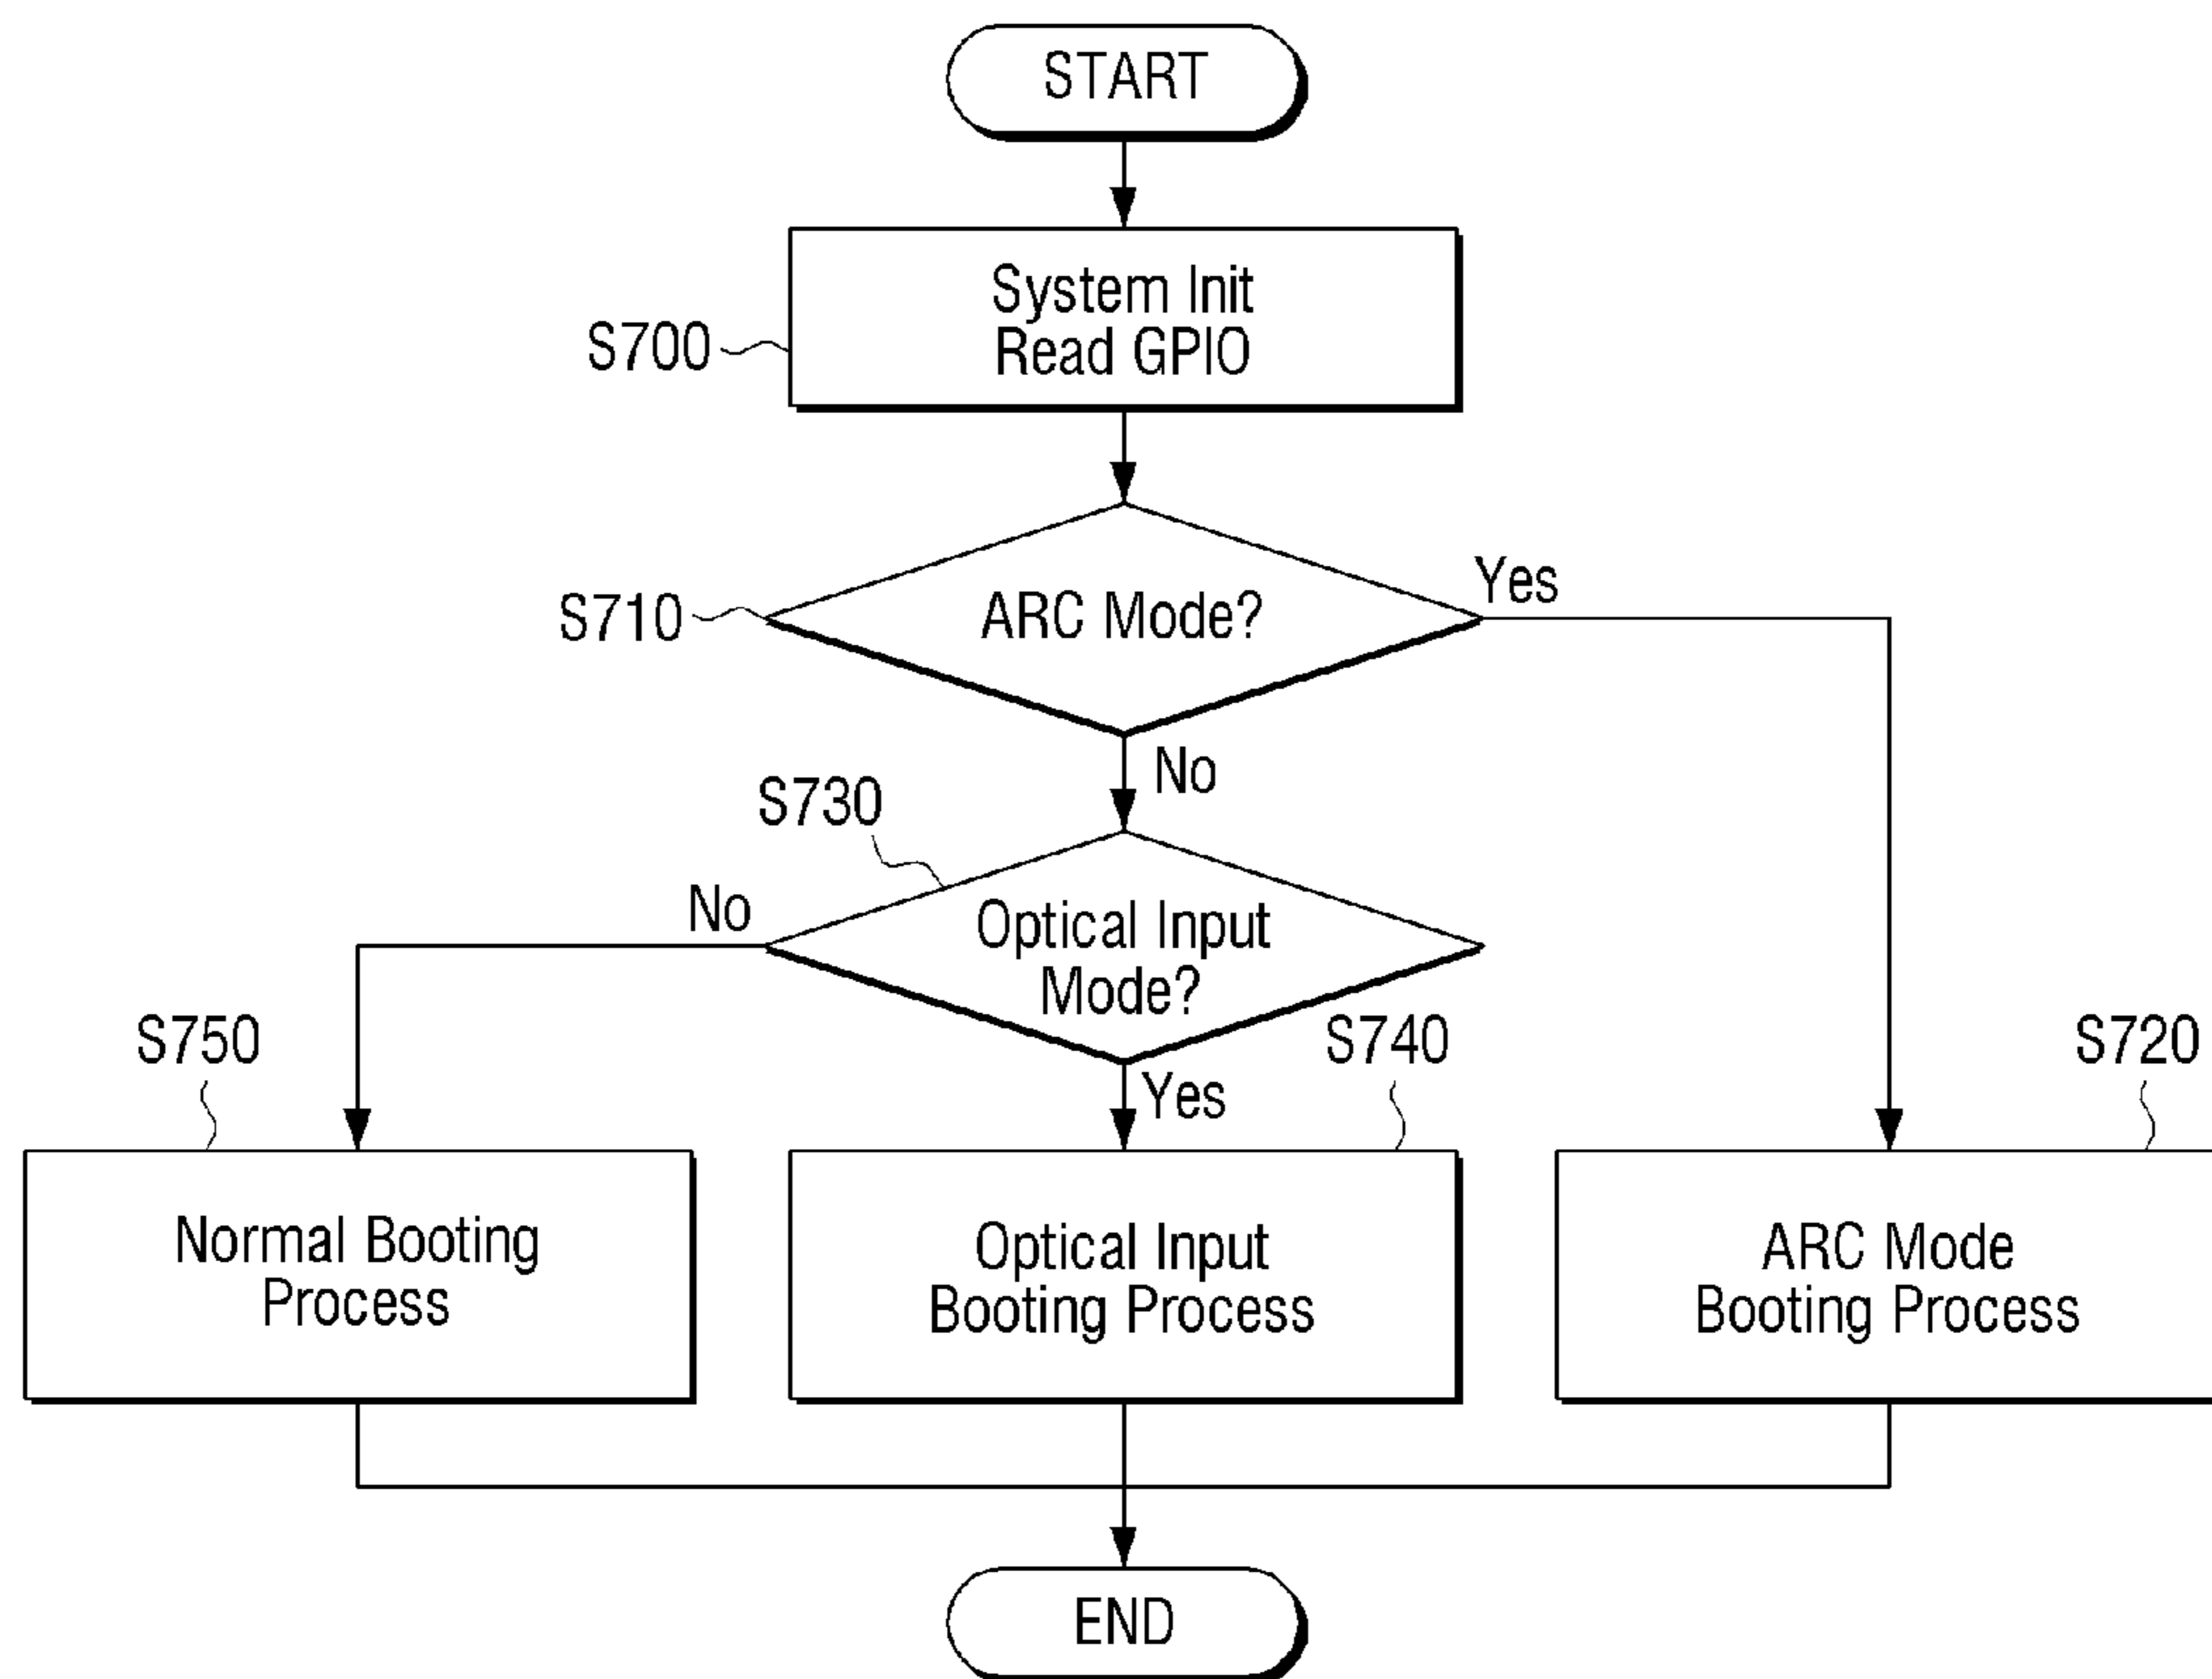 START
System Init
Read GPIO
S700
ARC Mode?
S710
Yes
No
S730
Optical Input
Mode?
No
Yes
S750
S740
S720
Normal Booting
Process
Optical Input
Booting Process
ARC Mode
Booting Process
END